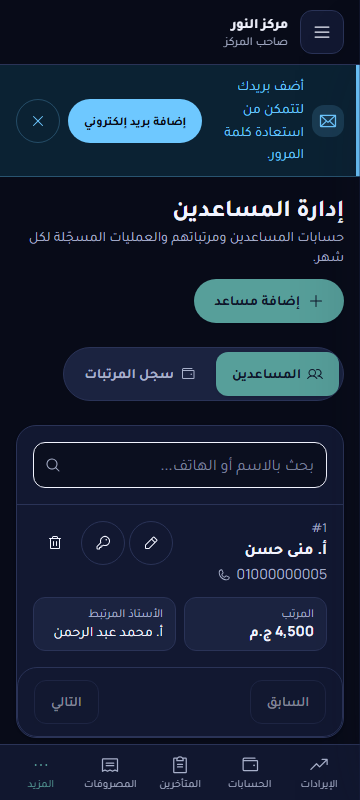 مركز النور
صاحب المركز
أضف بريدك
لتتمكن من
استعادة كلمة
المرور.
إضافة بريد إلكتروني
إدارة المساعدين
حسابات المساعدين ومرتباتهم والعمليات المسجّلة لكل
شهر.
إضافة مساعد
المساعدين
سجل المرتبات
بحث بالاسم أو الهاتف...
#1
أ. منى حسن
01000000005
المرتب
4,500 ج.م
الأستاذ المرتبط
أ. محمد عبد الرحمن
السابق
التالي
الإيرادات
الحسابات
المتأخرين
المصروفات
المزيد